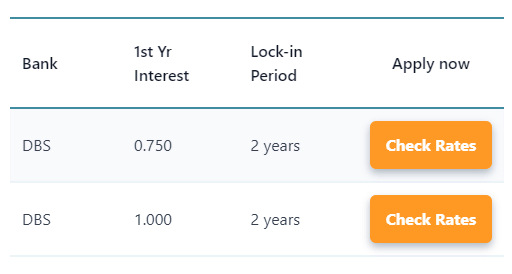 Bank 1st Yr Interest Lock-in Period Apply now
DBS 0.750 2 years Check Rates
DBS 1.000 2 years Check Rates